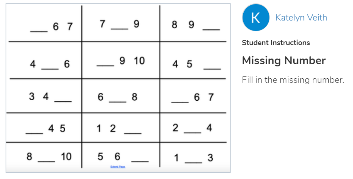 ___ 6 7 7 ___ 9 8 9 ___
4 ___ 6 ___ 9 10 4 5 ___
3 4 ___ 6 ___ 8 ___ 6 7
___ 4 5 1 2 ___ 2 ___ 4
8 ___ 10 5 6 ___ 1 ___ 3
K
Katelyn Veith
Student Instructions
Missing Number
Fill in the missing number.